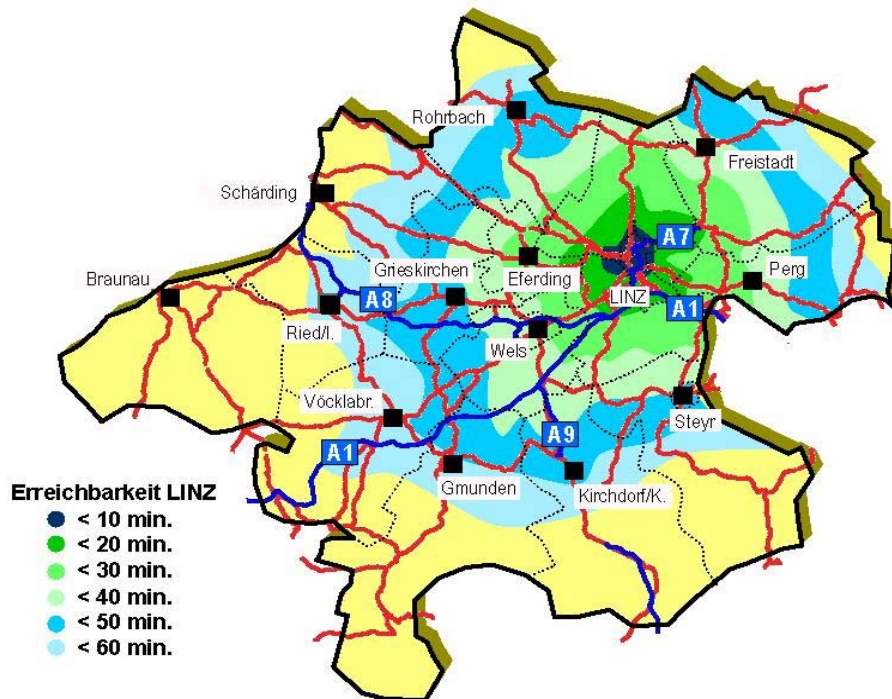 Rohrbach
Freistadt
Schärding
A7
Grieskirchen
Eferding
Perg
Braunau
A8
LINZ
A1
Ried/I.
Wels
Vöcklabr.
Steyr
A1
A9
Gmunden
Kirchdorf/K.
Erreichbarkeit LINZ
< 10 min.
< 20 min.
< 30 min.
< 40 min.
< 50 min.
< 60 min.